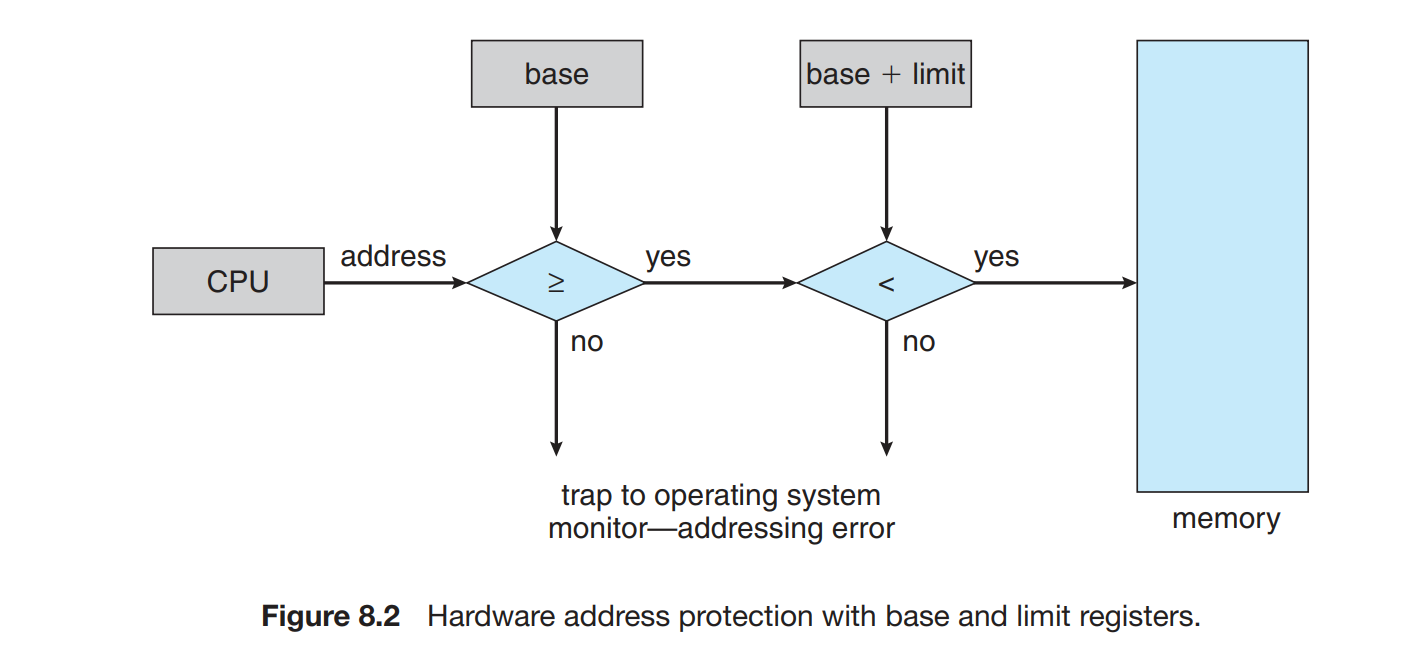 base
base + limit
CPU
address
≥
yes
<
yes
no
no
trap to operating system
monitor—addressing error
memory
Figure 8.2 Hardware address protection with base and limit registers.